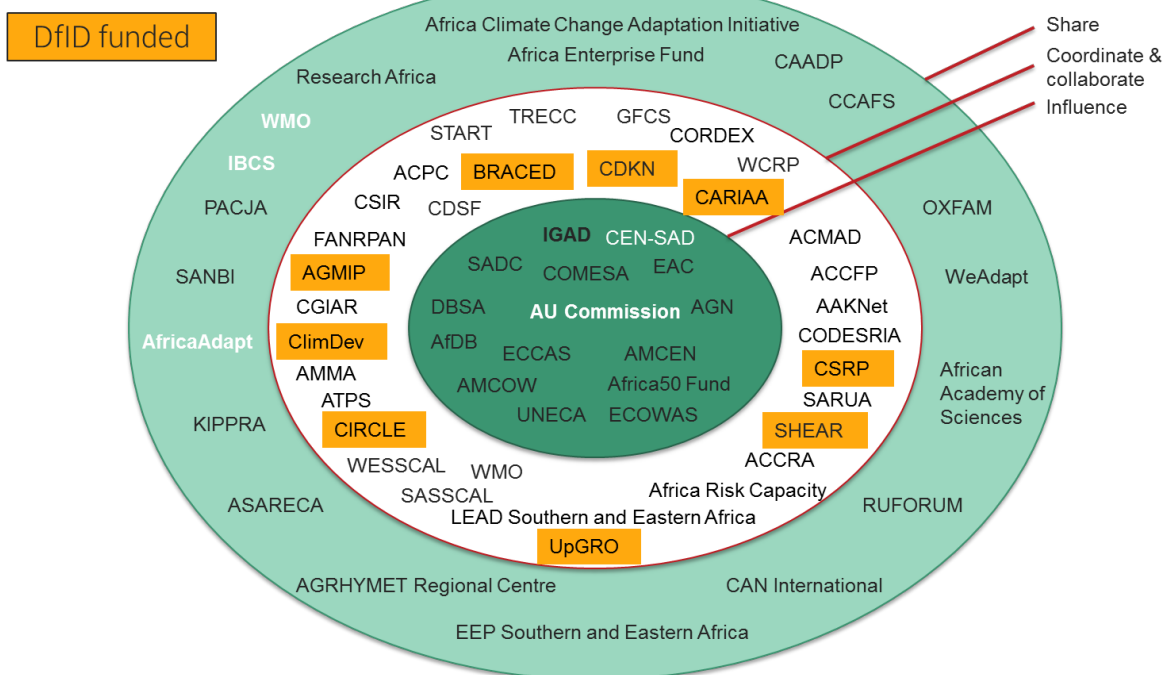 DfID funded
Africa Climate Change Adaptation Initiative
Share
Africa Enterprise Fund
CAADP
Coordinate &
collaborate
Research Africa
CCAFS
Influence
WMO
TRECC
GFCS
START
CORDEX
IBCS
ACPC
BRACED
CDKN
WCRP
CARIAA
PACJA
CSIR
CDSF
OXFAM
FANRPAN
IGAD
CEN-SAD
ACMAD
SANBI
AGMIP
SADC
COMESA
EAC
ACCFP
WeAdapt
CGIAR
DBSA
AU Commission
AGN
AAKNet
AfricaAdapt
ClimDev
AfDB
CODESRIA
ECCAS
AMCEN
CSRP
African
Academy of
Sciences
AMMA
AMCOW
Africa50 Fund
ATPS
SARUA
KIPPRA
CIRCLE
UNECA
ECOWAS
SHEAR
WESSCAL
WMO
ACCRA
SASSCAL
Africa Risk Capacity
ASARECA
LEAD Southern and Eastern Africa
RUFORUM
UpGRO
AGRHYMET Regional Centre
CAN International
EEP Southern and Eastern Africa